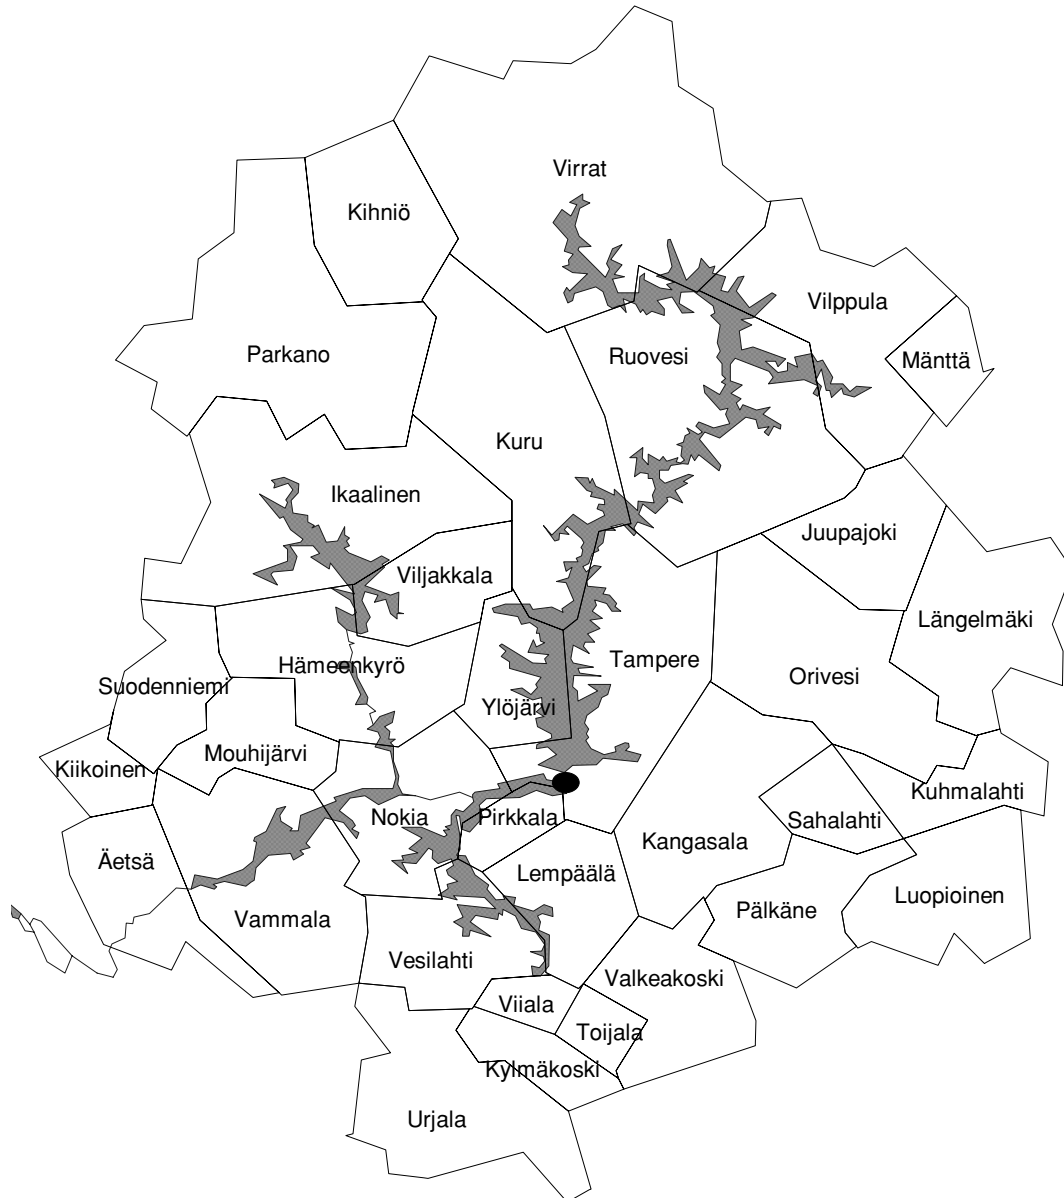 Virrat
Kihniö
Vilppula
Parkano
Ruovesi
Mänttä
Kuru
Ikaalinen
Juupajoki
Viljakkala
Längelmäki
Hämeenkyrö
Tampere
Orivesi
Suodenniemi
Ylöjärvi
Mouhijärvi
Kiikoinen
Kuhmalahti
Nokia
Pirkkala
Sahalahti
Kangasala
Äetsä
Lempäälä
Luopioinen
Vammala
Pälkäne
Vesilahti
Valkeakoski
Viiala
Toijala
Kylmäkoski
Urjala